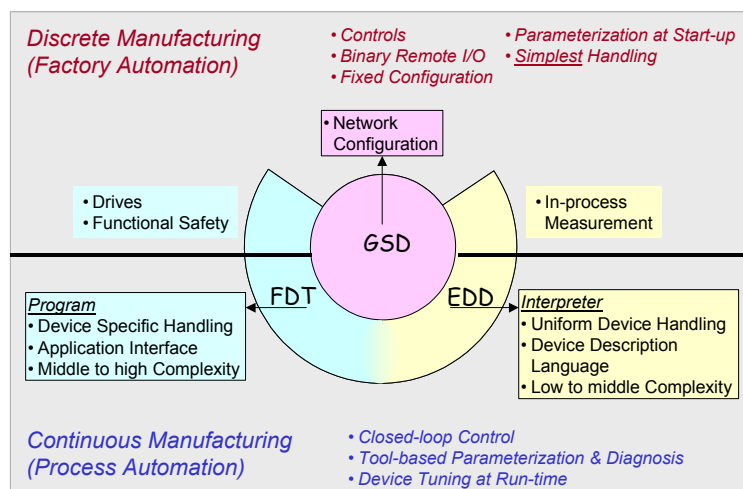 Discrete Manufacturing
(Factory Automation)
• Controls
• Binary Remote I/O
• Fixed Configuration
• Parameterization at Start-up
• Simplest Handling
• Network
Configuration
• Drives
• Functional Safety
• In-process
Measurement
GSD
FDT
EDD
Program
• Device Specific Handling
• Application Interface
• Middle to high Complexity
Interpreter
• Uniform Device Handling
• Device Description
Language
• Low to middle Complexity
Continuous Manufacturing
(Process Automation)
• Closed-loop Control
• Tool-based Parameterization & Diagnosis
• Device Tuning at Run-time